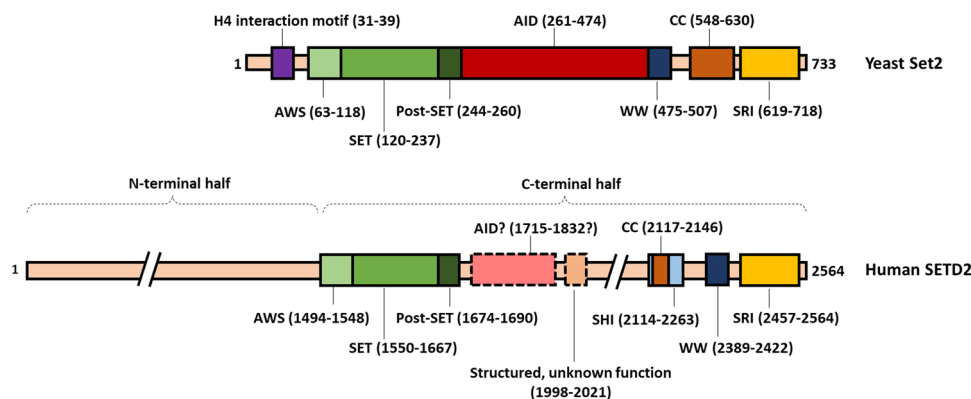 H4 interaction motif (31-39)
AID (261-474)
CC (548-630)
1
733
Yeast Set2
AWS (63-118)
Post-SET (244-260)
WW (475-507)
SRI (619-718)
SET (120-237)
N-terminal half
C-terminal half
AID? (1715-1832?)
CC (2117-2146)
1
2564
Human SETD2
AWS (1494-1548)
Post-SET (1674-1690)
SHI (2114-2263)
SRI (2457-2564)
SET (1550-1667)
WW (2389-2422)
Structured, unknown function
(1998-2021)